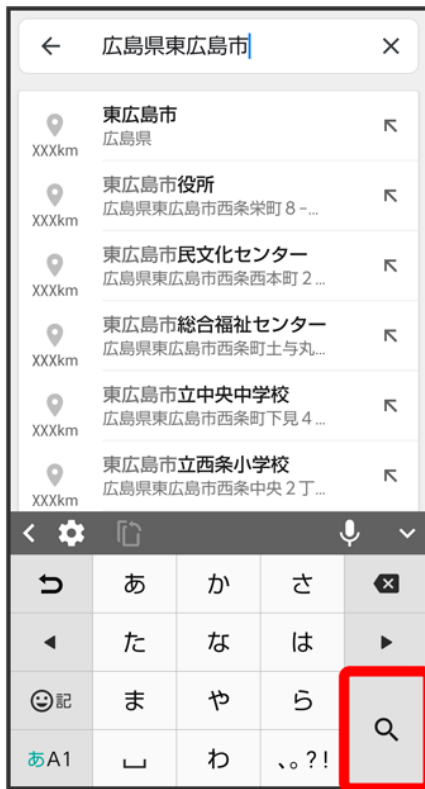 広島県東広島市
東広島市
広島県
XXXkm
東広島市役所
広島県東広島市西条栄町8-...
XXXkm
東広島市民文化センター
広島県東広島市西条西本町2...
XXXkm
東広島市総合福祉センター
広島県東広島市西条町土与丸...
XXXkm
東広島市立中央中学校
広島県東広島市西条町下見4...
XXXkm
東広島市立西条小学校
広島県東広島市西条中央2丁...
XXXkm
あ か さ
た な は
記 ま や ら
あA1 わ 、。?!